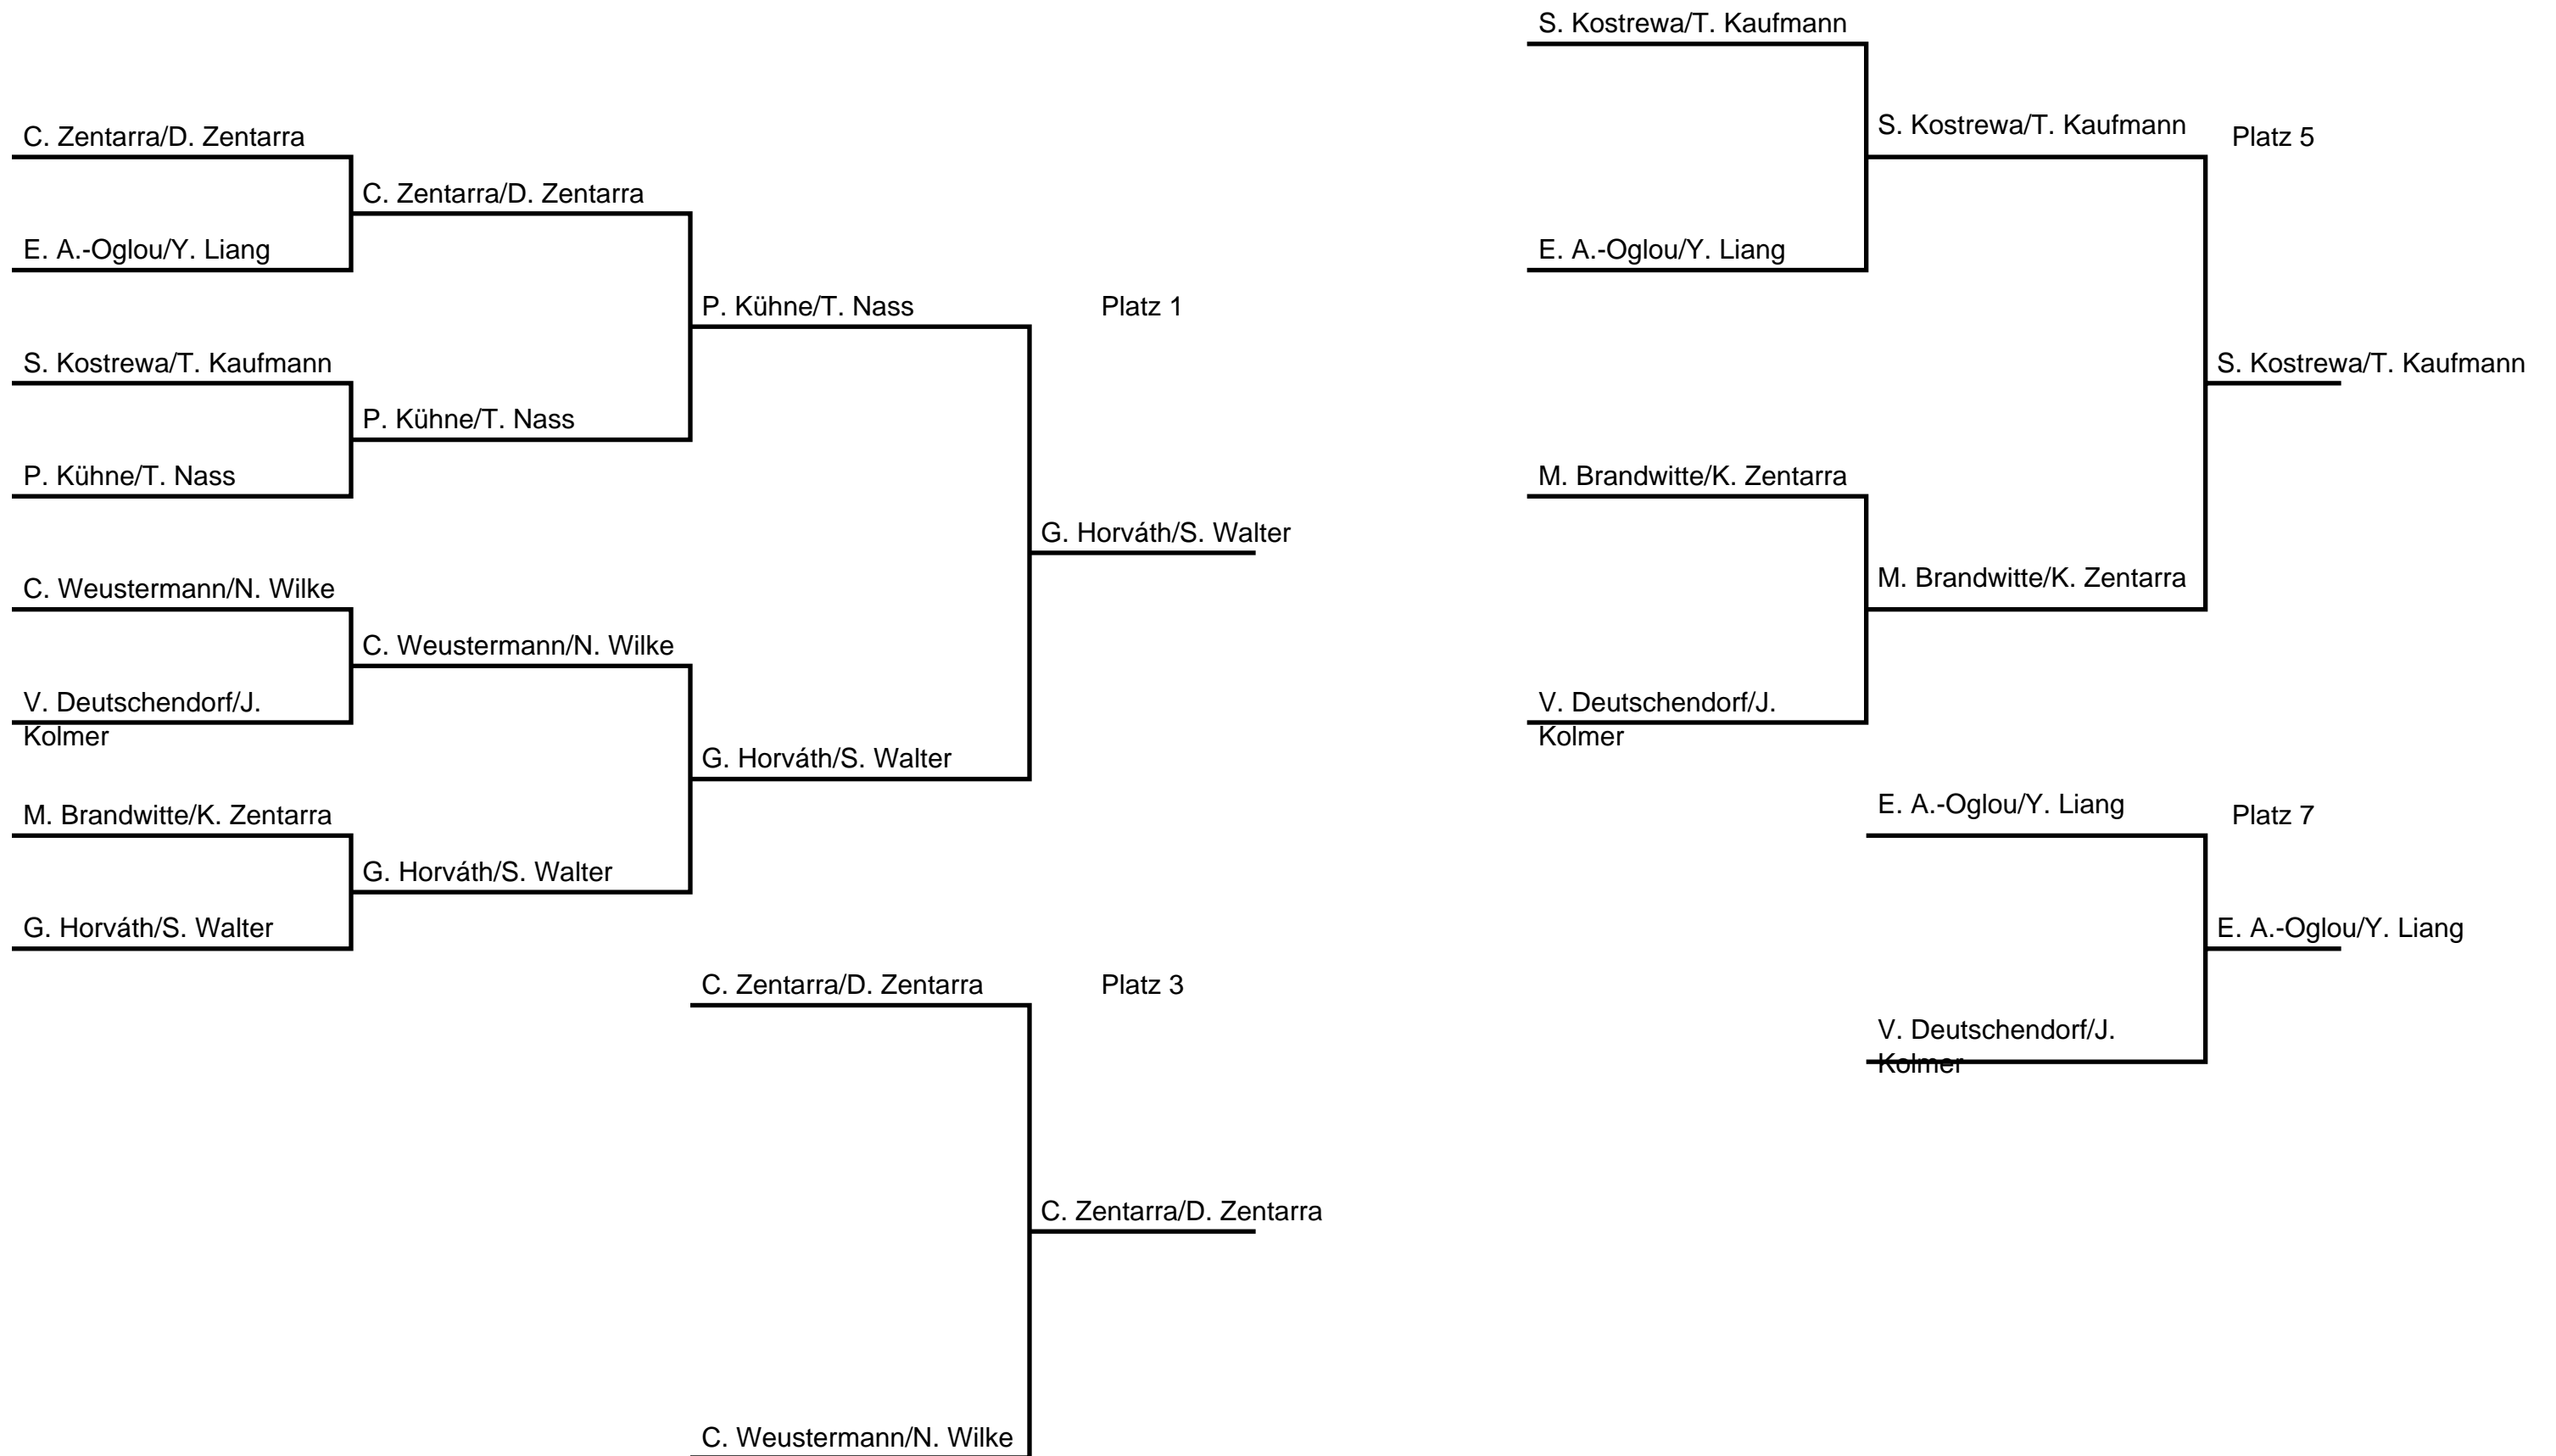 C. Zentarra/D. Zentarra
E. A.-Oglou/Y. Liang
S. Kostrewa/T. Kaufmann
P. Kühne/T. Nass
C. Weustermann/N. Wilke
V. Deutschendorf/J.
Kolmer
M. Brandwitte/K. Zentarra
G. Horváth/S. Walter
C. Zentarra/D. Zentarra
P. Kühne/T. Nass
C. Weustermann/N. Wilke
G. Horváth/S. Walter
P. Kühne/T. Nass
G. Horváth/S. Walter
Platz 1
G. Horváth/S. Walter
C. Zentarra/D. Zentarra
C. Weustermann/N. Wilke
Platz 3
C. Zentarra/D. Zentarra
S. Kostrewa/T. Kaufmann
E. A.-Oglou/Y. Liang
M. Brandwitte/K. Zentarra
V. Deutschendorf/J.
Kolmer
S. Kostrewa/T. Kaufmann
M. Brandwitte/K. Zentarra
Platz 5
S. Kostrewa/T. Kaufmann
E. A.-Oglou/Y. Liang
V. Deutschendorf/J.
Kolmer
Platz 7
E. A.-Oglou/Y. Liang